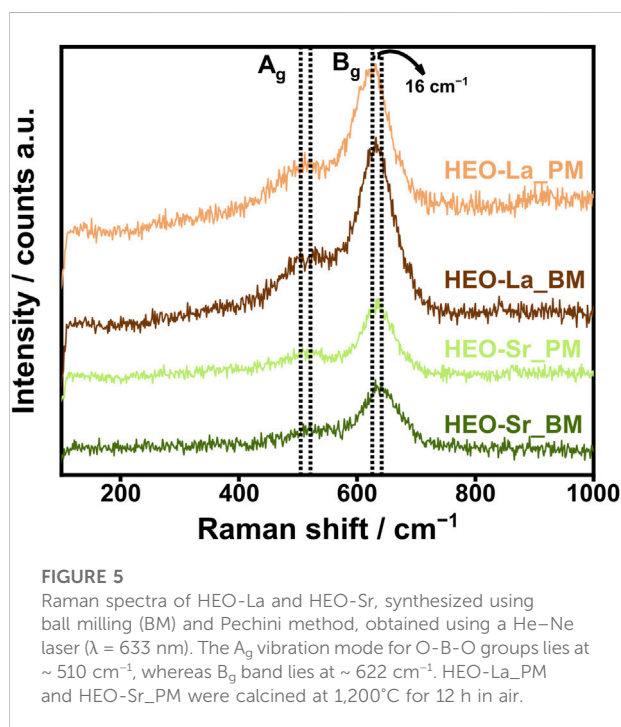 A_g
B_g
16 cm⁻¹
HEO-La_PM
HEO-La_BM
HEO-Sr_PM
HEO-Sr_BM
Intensity / counts a.u.
200 400 600 800 1000
Raman shift / cm⁻¹
FIGURE 5
Raman spectra of HEO-La and HEO-Sr, synthesized using
ball milling (BM) and Pechini method, obtained using a He–Ne
laser (λ = 633 nm). The A_g vibration mode for O-B-O groups lies at
~ 510 cm⁻¹, whereas B_g band lies at ~ 622 cm⁻¹. HEO-La_PM
and HEO-Sr_PM were calcined at 1,200°C for 12 h in air.